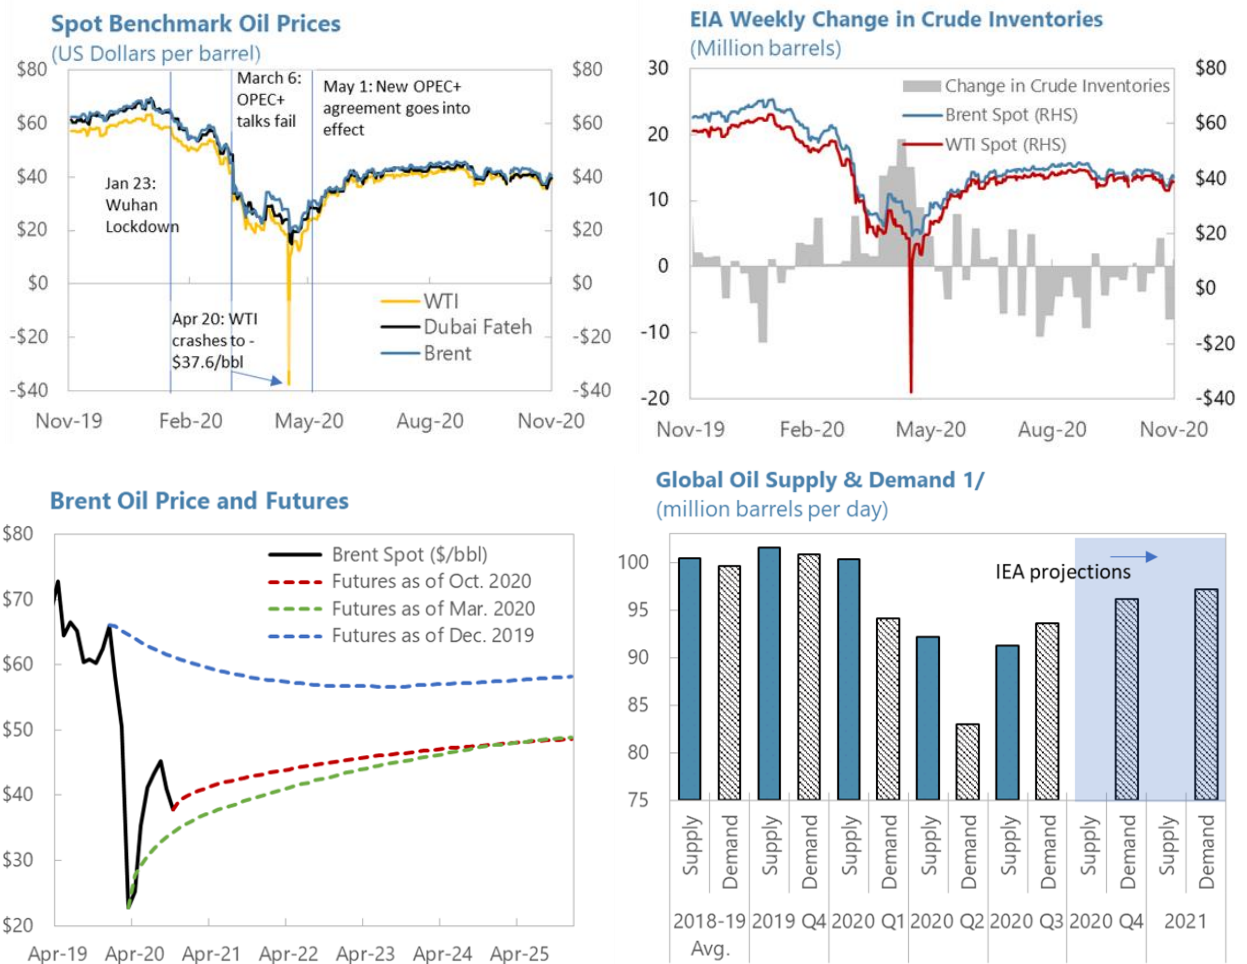 Spot Benchmark Oil Prices
(US Dollars per barrel)
$80
$60
$40
$20
$0
-$20
-$40
$80
$60
$40
$20
$0
-$20
-$40
March 6:
OPEC+
talks fail
May 1: New OPEC+
agreement goes into
effect
Jan 23:
Wuhan
Lockdown
Apr 20: WTI
crashes to -
$37.6/bbl
WTI
Dubai Fateh
Brent
Nov-19
Feb-20
May-20
Aug-20
Nov-20
EIA Weekly Change in Crude Inventories
(Million barrels)
30
20
10
0
-10
-20
$80
$60
$40
$20
$0
-$20
-$40
Change in Crude Inventories
Brent Spot (RHS)
WTI Spot (RHS)
Nov-19
Feb-20
May-20
Aug-20
Nov-20
Brent Oil Price and Futures
$80
$70
$60
$50
$40
$30
$20
Brent Spot ($/bbl)
Futures as of Oct. 2020
Futures as of Mar. 2020
Futures as of Dec. 2019
Apr-19
Apr-20
Apr-21
Apr-22
Apr-23
Apr-24
Apr-25
Global Oil Supply & Demand 1/
(million barrels per day)
100
95
90
85
80
75
IEA projections
Supply
Demand
Supply
Demand
Supply
Demand
Supply
Demand
Supply
Demand
Supply
Demand
Supply
Demand
2018-19
Avg.
2019 Q4
2020 Q1
2020 Q2
2020 Q3
2020 Q4
2021